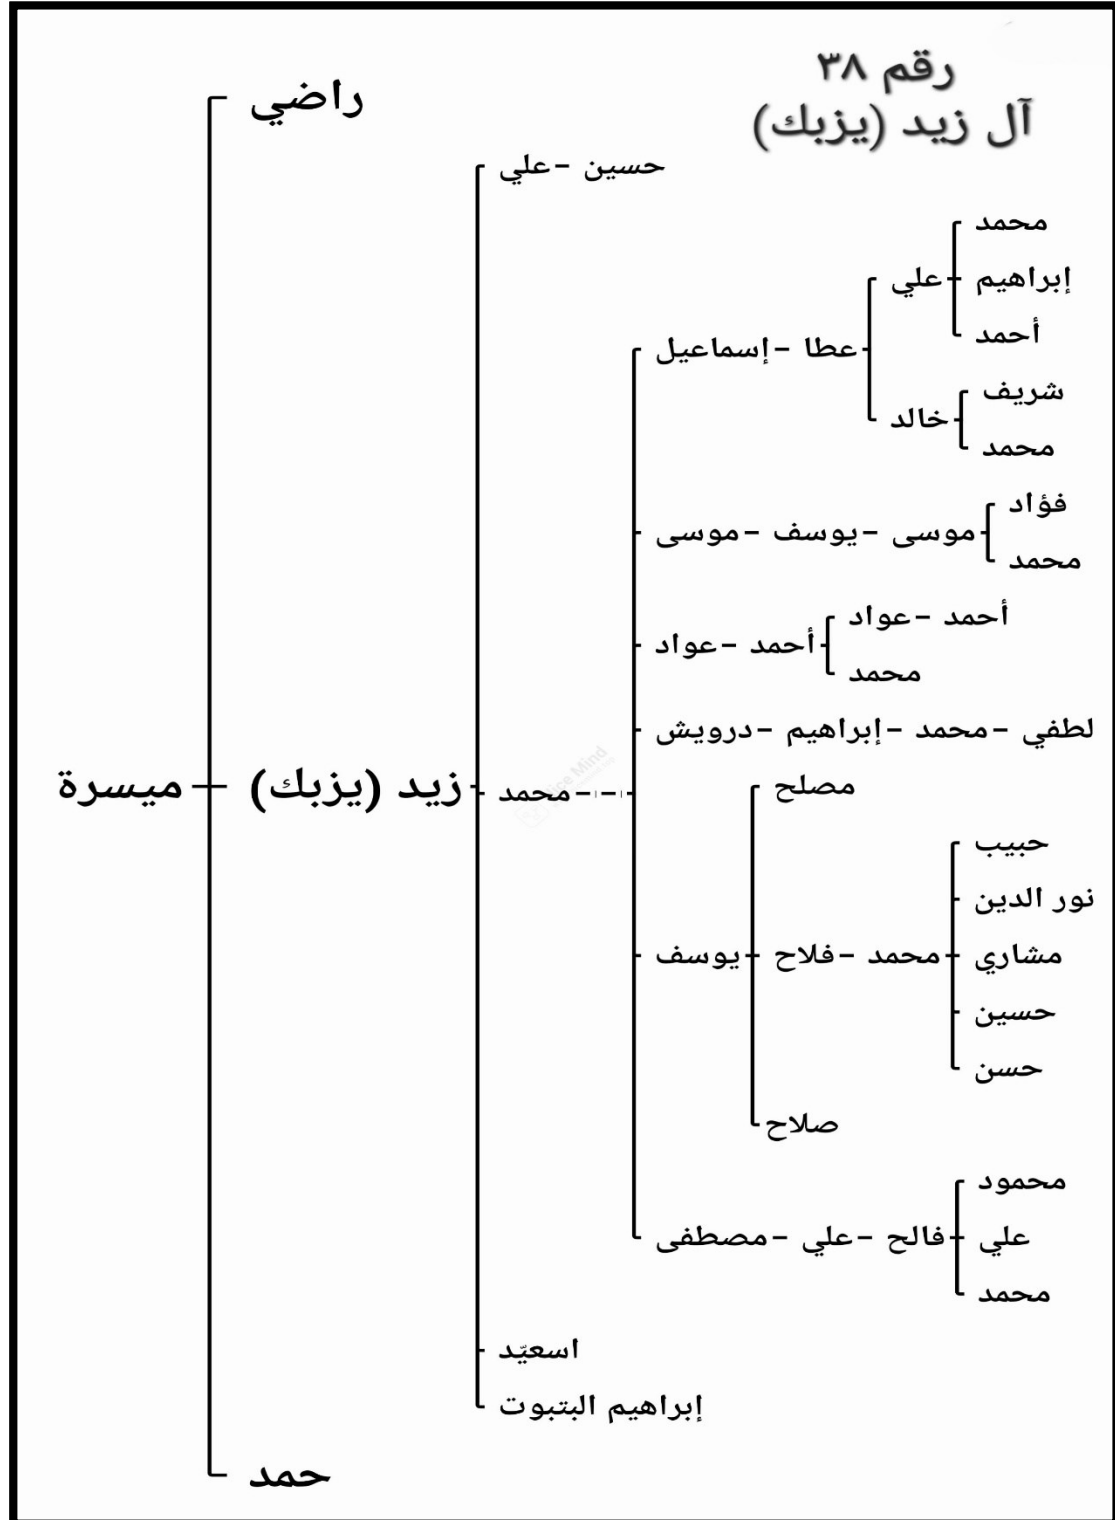 رقم ٣٨
آل زيد (يزبك)
راضي
علي - حسين
محمد
إبراهيم
علي
أحمد
إسماعيل - عطا
شريف
خالد
محمد
فؤاد
موسى - يوسف - موسى
محمد
عواد - أحمد
عواد - أحمد
محمد
درويش - إبراهيم - محمد - لطفي
ميسرة
زيد (يزبك)
محمد
مصلح
حبيب
نور الدين
يوسف
فلاح - محمد
مشاري
حسين
حسن
صلاح
محمود
مصطفى - علي - فالح
علي
محمد
اسعيّد
إبراهيم البتبوت
حمد